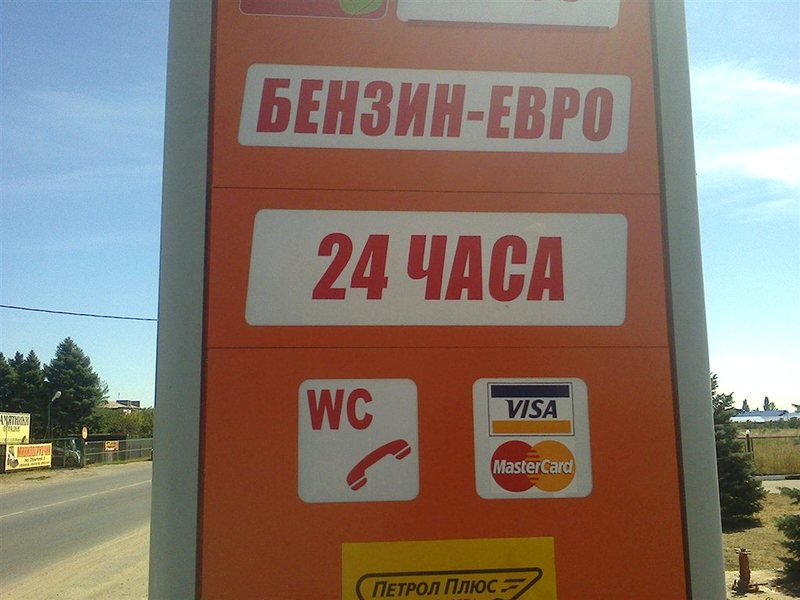 БЕНЗИН-ЕВРО
24 ЧАСА
WC
VISA
MasterCard
ПЕТРОЛ ПЛЮС